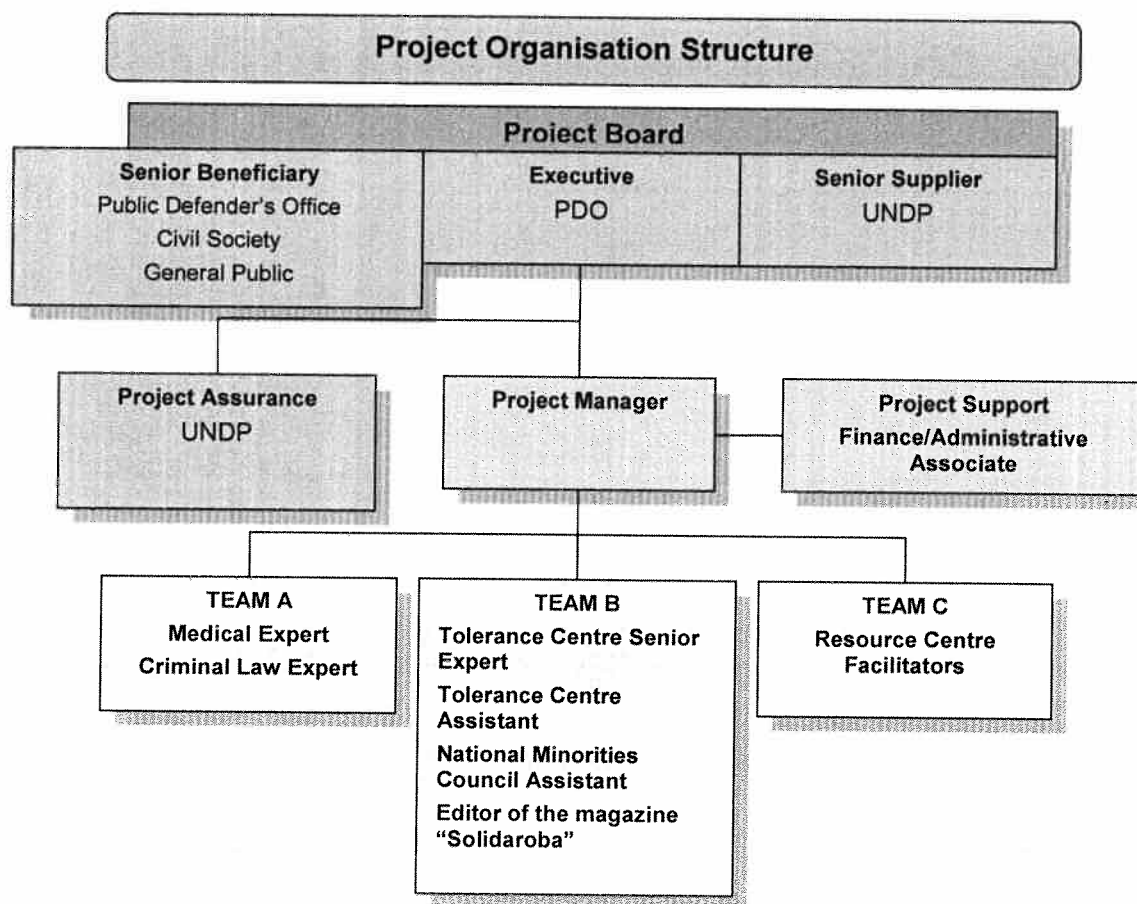 Project Organisation Structure
Project Board
Senior Beneficiary
Public Defender's Office
Civil Society
General Public
Executive
PDO
Senior Supplier
UNDP
Project Assurance
UNDP
Project Manager
Project Support
Finance/Administrative
Associate
TEAM A
Medical Expert
Criminal Law Expert
TEAM B
Tolerance Centre Senior
Expert
Tolerance Centre
Assistant
National Minorities
Council Assistant
Editor of the magazine
“Solidaroba”
TEAM C
Resource Centre
Facilitators